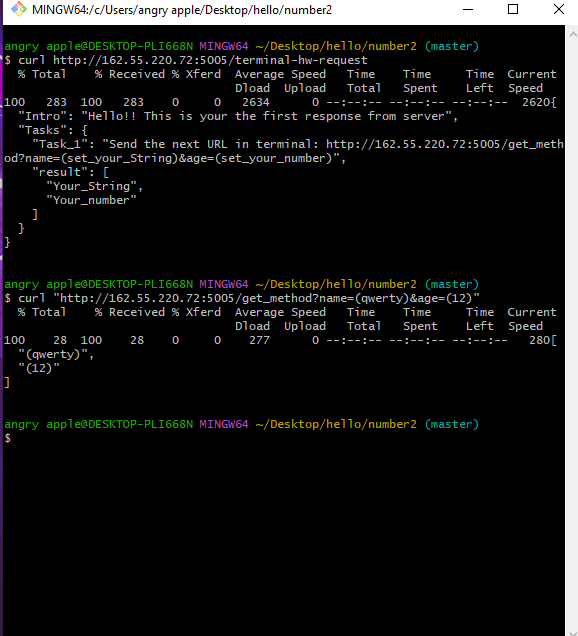 MINGW64:/c/Users/angry apple/Desktop/hello/number2
angry apple@DESKTOP-PLI668N MINGW64 ~/Desktop/hello/number2 (master)
$ curl http://162.55.220.72:5005/terminal-hw-request
  % Total    % Received % Xferd  Average Speed   Time    Time     Time  Current
                                 Dload  Upload   Total   Spent    Left  Speed
100   283  100   283    0     0   2634      0 --:--:-- --:--:-- --:--:--  2620{
  "Intro": "Hello!! This is your the first response from server",
  "Tasks": {
    "Task_1": "Send the next URL in terminal: http://162.55.220.72:5005/get_meth
od?name=(set_your_String)&age=(set_your_number)",
    "result": [
      "Your_String",
      "Your_number"
    ]
  }
}
angry apple@DESKTOP-PLI668N MINGW64 ~/Desktop/hello/number2 (master)
$ curl "http://162.55.220.72:5005/get_method?name=(qwerty)&age=(12)"
  % Total    % Received % Xferd  Average Speed   Time    Time     Time  Current
                                 Dload  Upload   Total   Spent    Left  Speed
100    28  100    28    0     0    277      0 --:--:-- --:--:-- --:--:--   280[
  "(qwerty)",
  "(12)"
]
angry apple@DESKTOP-PLI668N MINGW64 ~/Desktop/hello/number2 (master)
$